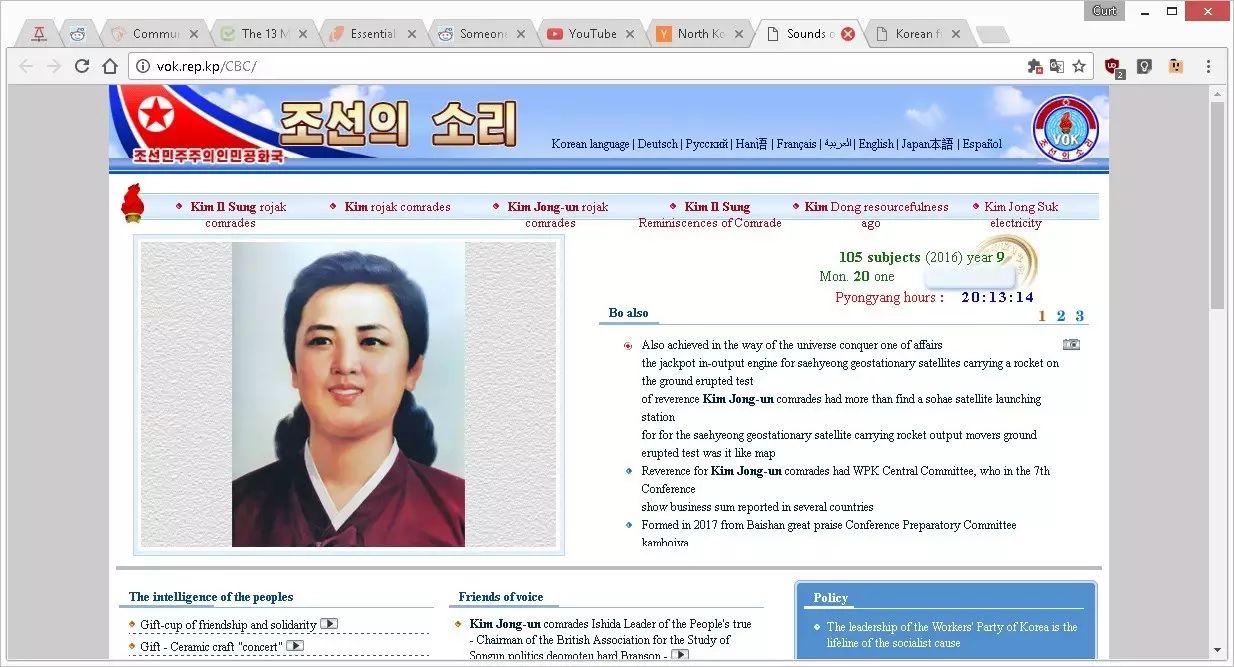 Curt
Commu
The 13 M
Essential
Someone
YouTube
North Ko
Sounds o
Korean f
vok.rep.kp/CBC/
2
조선의 소리
조선민주주의인민공화국
Korean language | Deutsch | Русский | Han語 | Français | العربية | English | Japan本語 | Español
VOK
조선의 소리
Kim Il Sung rojak comrades
Kim rojak comrades
Kim Jong-un rojak comrades
Kim Il Sung Reminiscences of Comrade
Kim Dong resourcefulness ago
Kim Jong Suk electricity
105 subjects (2016) year 9
Mon. 20 one
Pyongyang hours : 20:13:14
Bo also
1 2 3
Also achieved in the way of the universe conquer one of affairs
the jackpot in-output engine for saehyeong geostationary satellites carrying a rocket on
the ground erupted test
of reverence Kim Jong-un comrades had more than find a sohae satellite launching
station
for for the saehyeong geostationary satellite carrying rocket output movers ground
erupted test was it like map
Reverence for Kim Jong-un comrades had WPK Central Committee, who in the 7th
Conference
show business sum reported in several countries
Formed in 2017 from Baishan great praise Conference Preparatory Committee
kamboiya
The intelligence of the peoples
Gift-cup of friendship and solidarity
Gift - Ceramic craft "concert"
Friends of voice
Kim Jong-un comrades Ishida Leader of the People's true
- Chairman of the British Association for the Study of
Songun politics deomoteu hard Branson -
Policy
The leadership of the Workers' Party of Korea is the
lifeline of the socialist cause